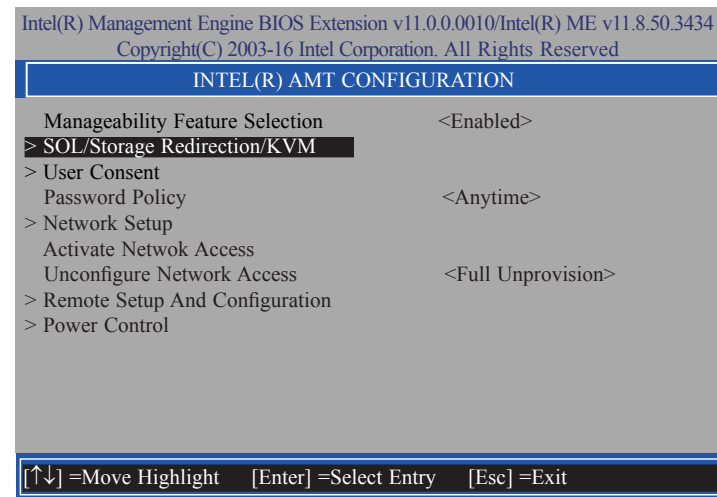 Intel(R) Management Engine BIOS Extension v11.0.0.0010/Intel(R) ME v11.8.50.3434
Copyright(C) 2003-16 Intel Corporation. All Rights Reserved
INTEL(R) AMT CONFIGURATION
Manageability Feature Selection <Enabled>
> SOL/Storage Redirection/KVM
> User Consent
Password Policy <Anytime>
> Network Setup
Activate Netwok Access
Unconfigure Network Access <Full Unprovision>
> Remote Setup And Configuration
> Power Control
[↑↓] =Move Highlight [Enter] =Select Entry [Esc] =Exit